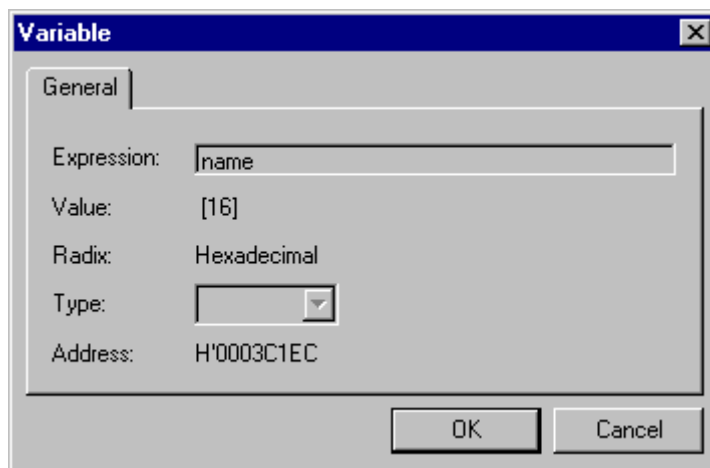 Variable
General
Expression: name
Value: [16]
Radix: Hexadecimal
Type:
Address: H'0003C1EC
OK Cancel